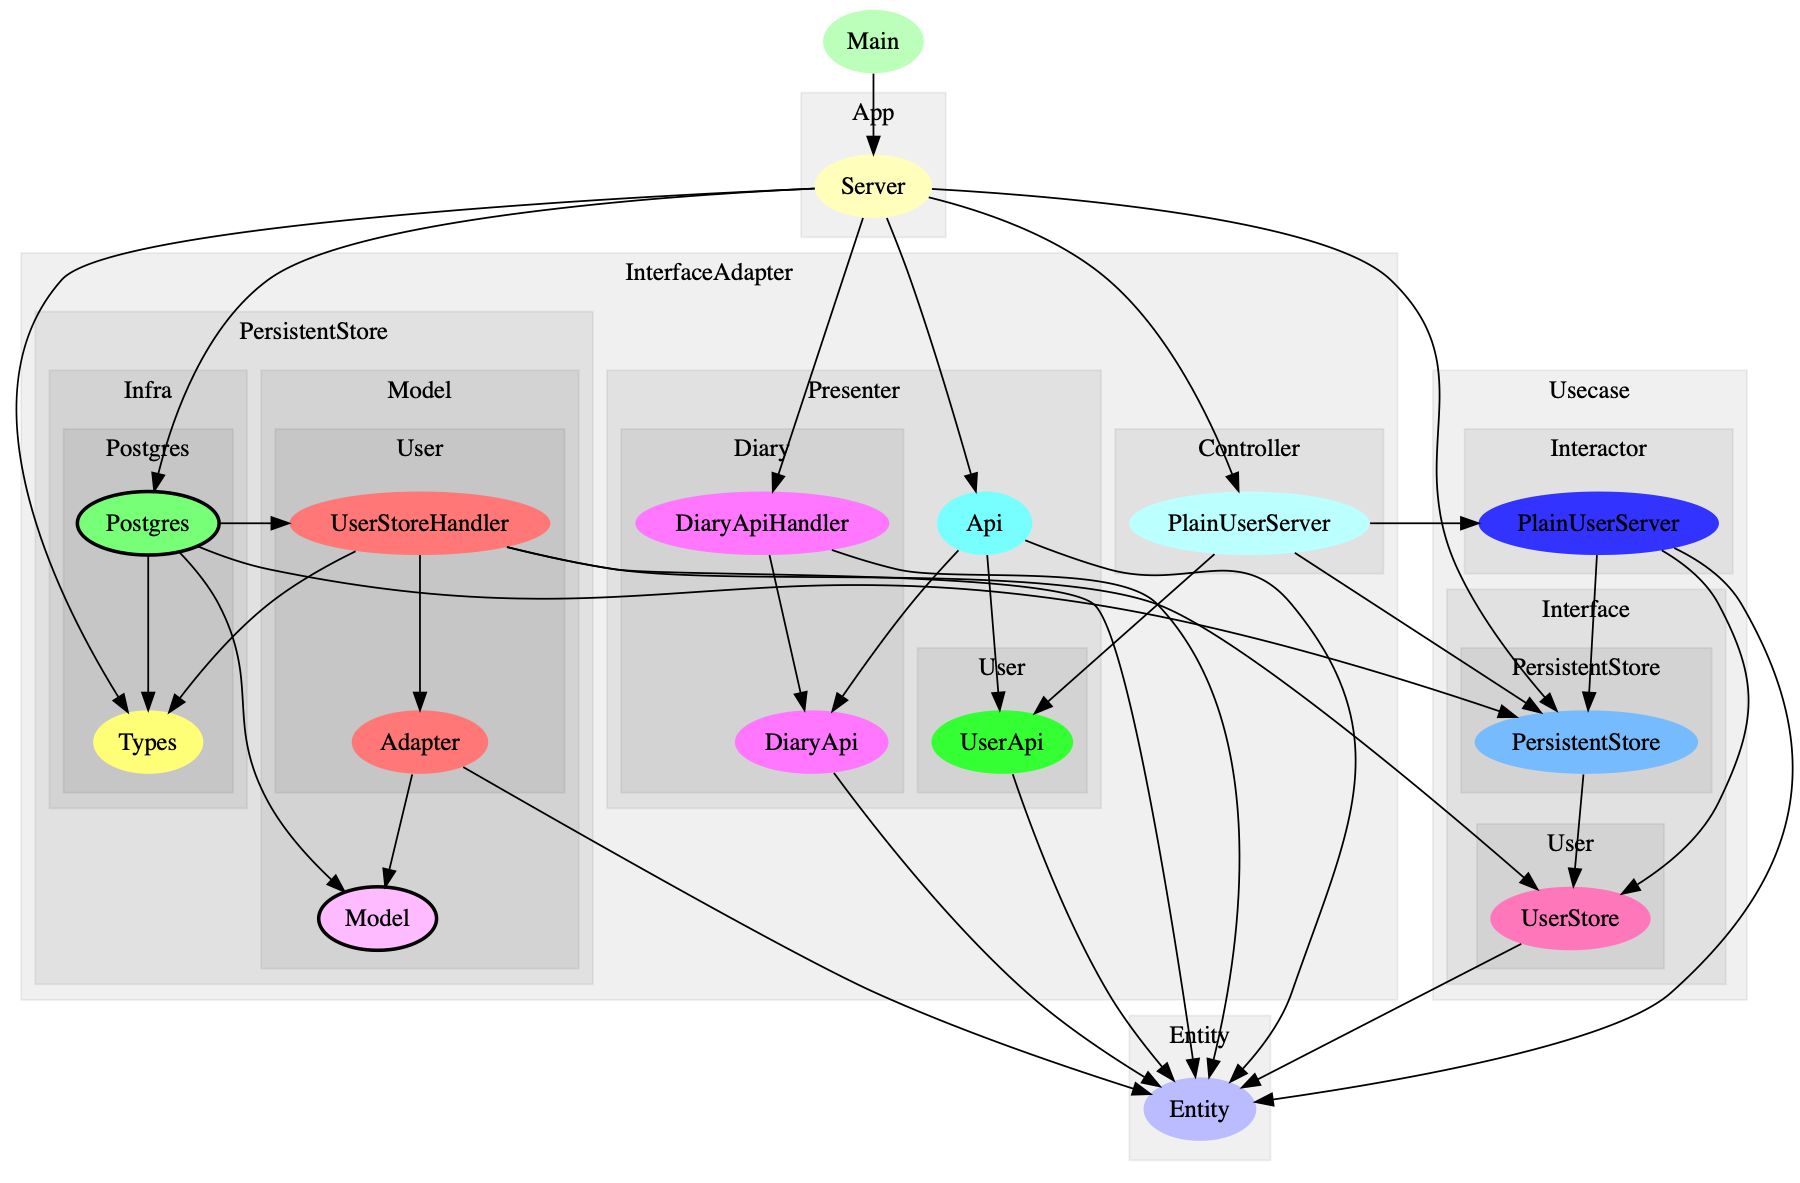 Main
App
Server
InterfaceAdapter
PersistentStore
Infra
Model
Presenter
Usecase
Postgres
User
Diary
Controller
Interactor
Postgres
UserStoreHandler
DiaryApiHandler
Api
PlainUserServer
PlainUserServer
Interface
User
PersistentStore
Types
Adapter
DiaryApi
UserApi
PersistentStore
User
Model
UserStore
Entity
Entity